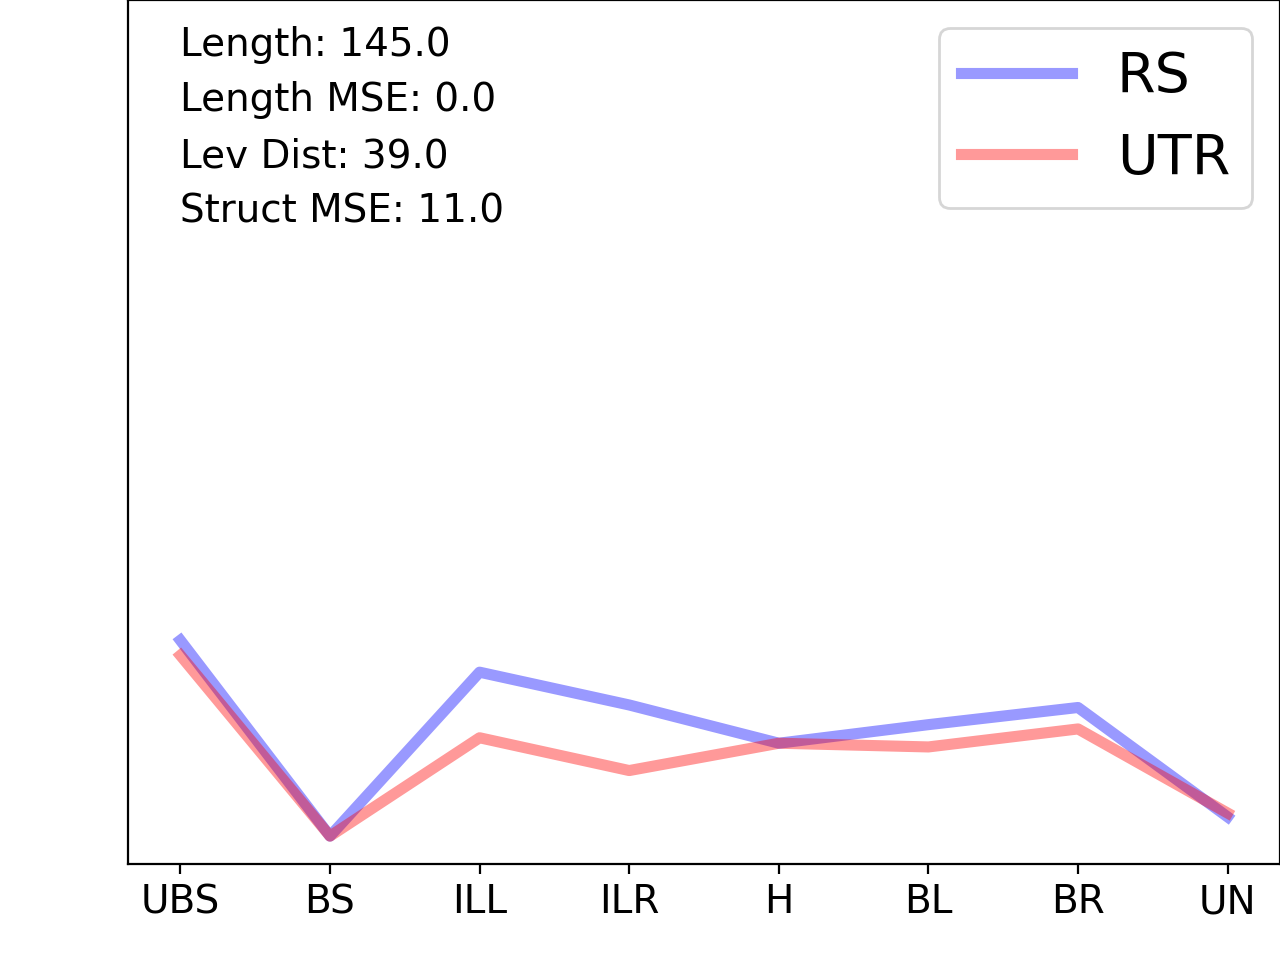 Length: 145.0
Length MSE: 0.0
Lev Dist: 39.0
Struct MSE: 11.0
RS
UTR
UBS BS ILL ILR H BL BR UN